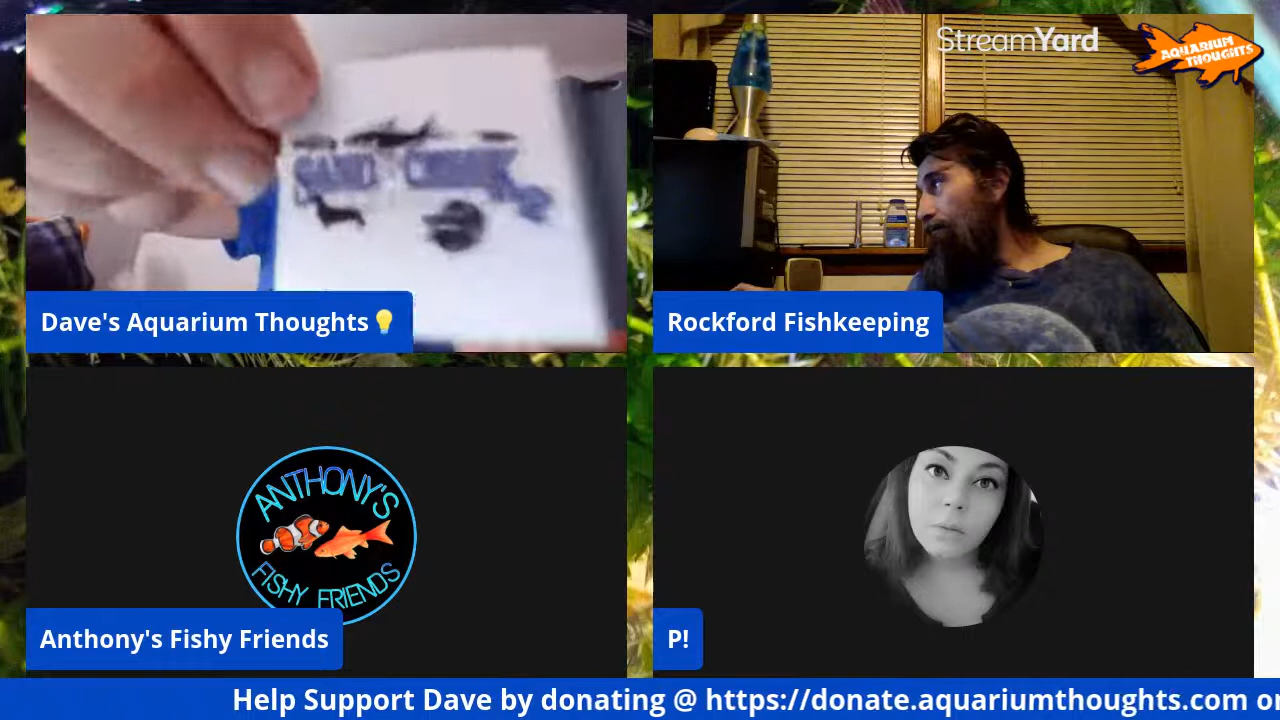 StreamYard
AQUARIUM
THOUGHTS
Dave's Aquarium Thoughts💡
Rockford Fishkeeping
ANTHONY'S
FISHY FRIENDS
Anthony's Fishy Friends
P!
Help Support Dave by donating @ https://donate.aquariumthoughts.com or